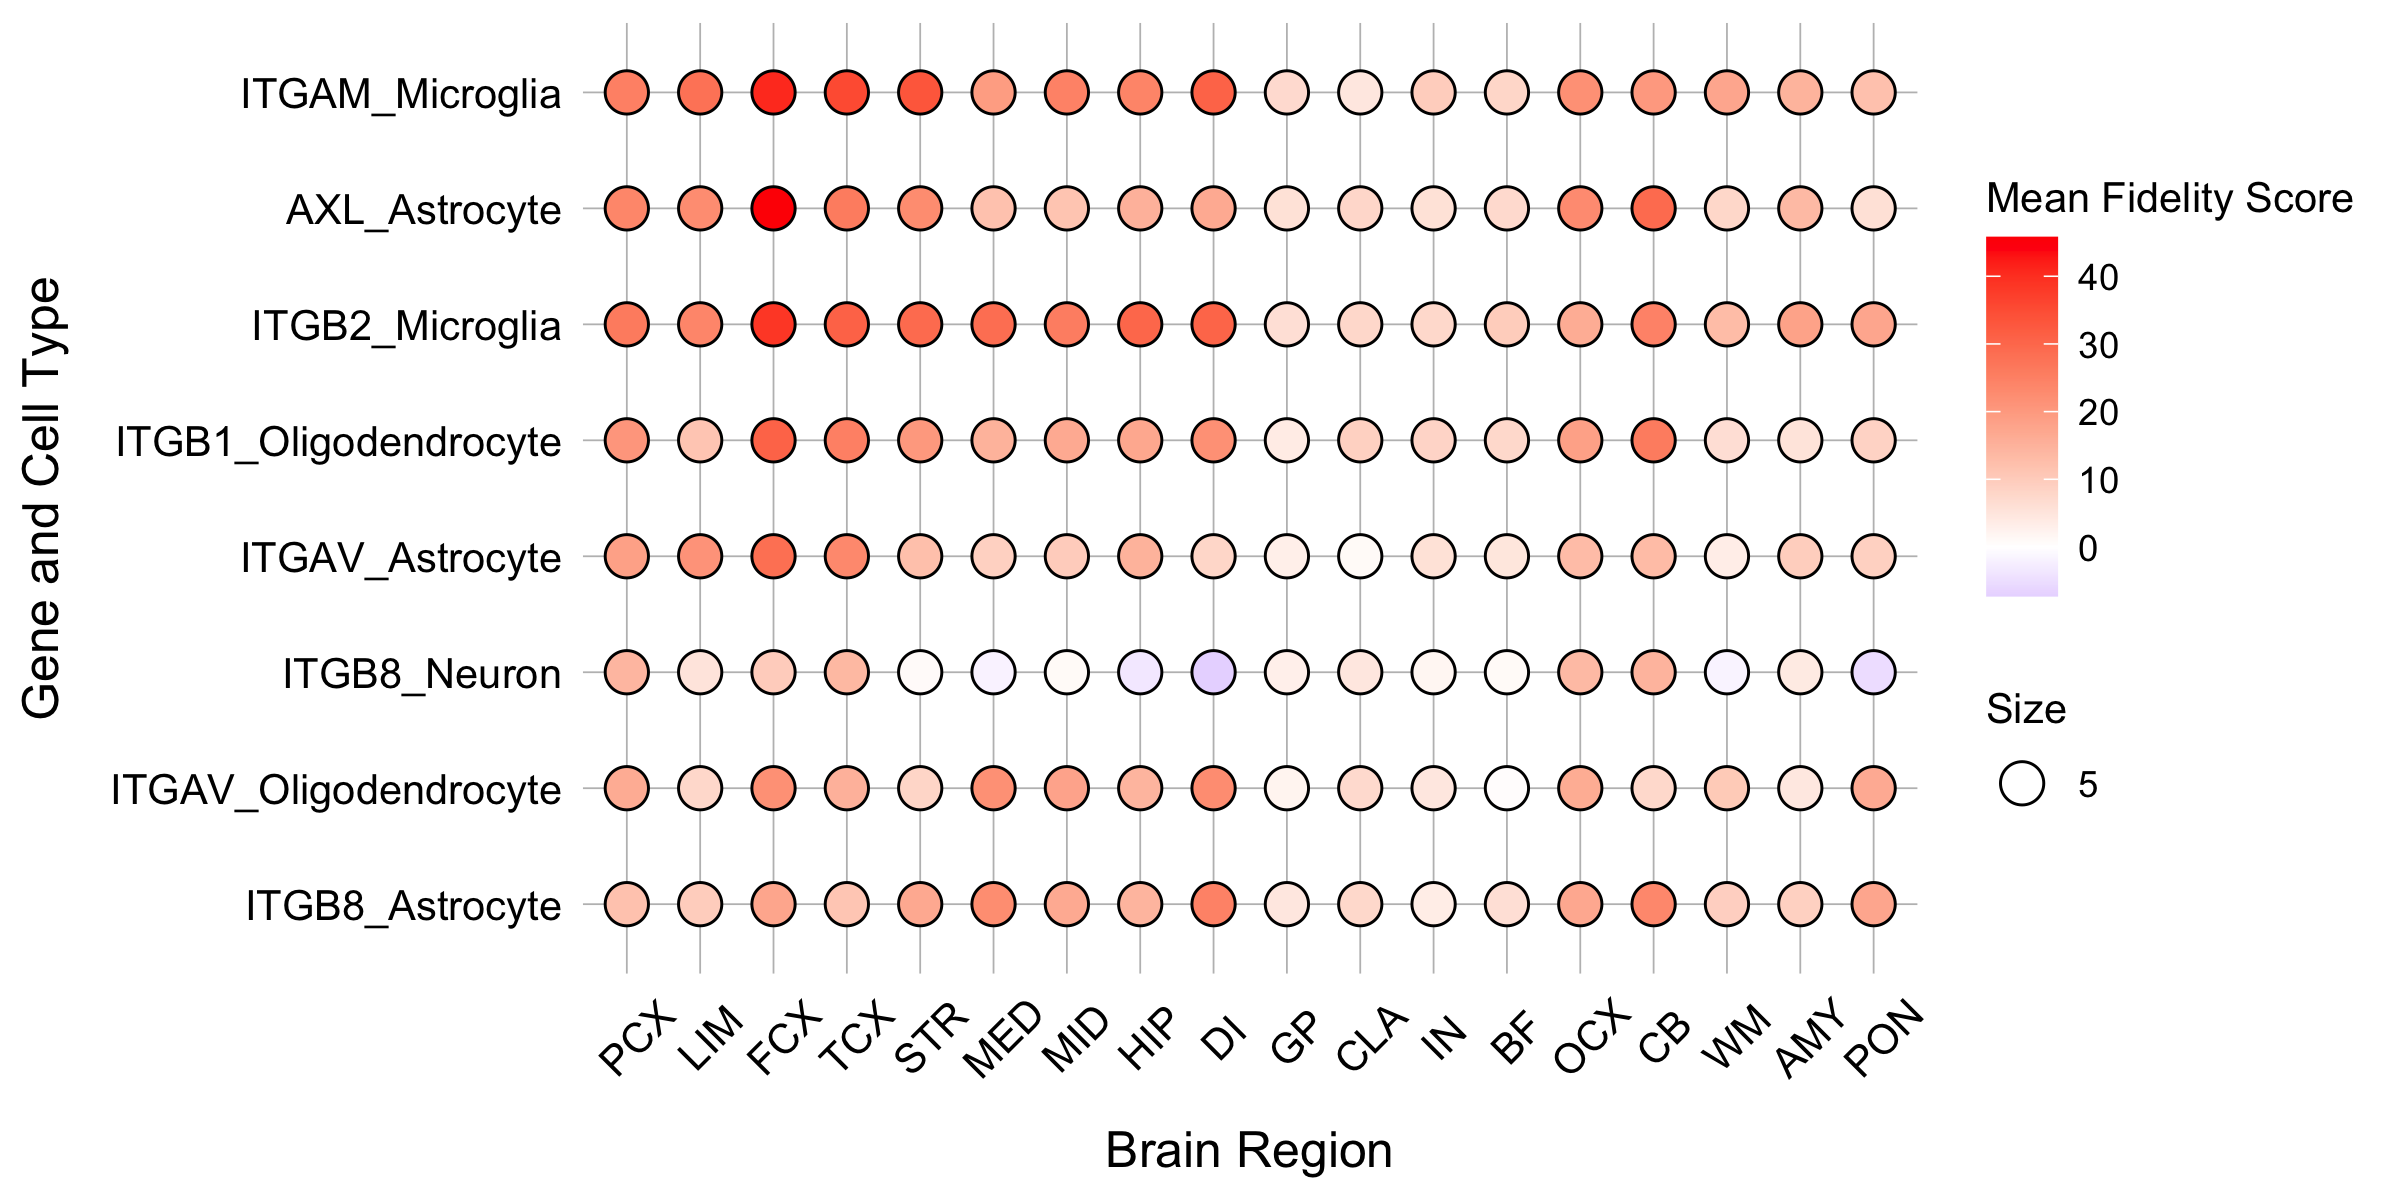 ITGAM_Microglia
AXL_Astrocyte
ITGB2_Microglia
ITGB1_Oligodendrocyte
ITGAV_Astrocyte
ITGB8_Neuron
ITGAV_Oligodendrocyte
ITGB8_Astrocyte
Gene and Cell Type
PCX LIM FCX TCX STR MED MID HIP DI GP CLA IN BF OCX CB WM AMY PON
Brain Region
Mean Fidelity Score
40
30
20
10
0
Size
5